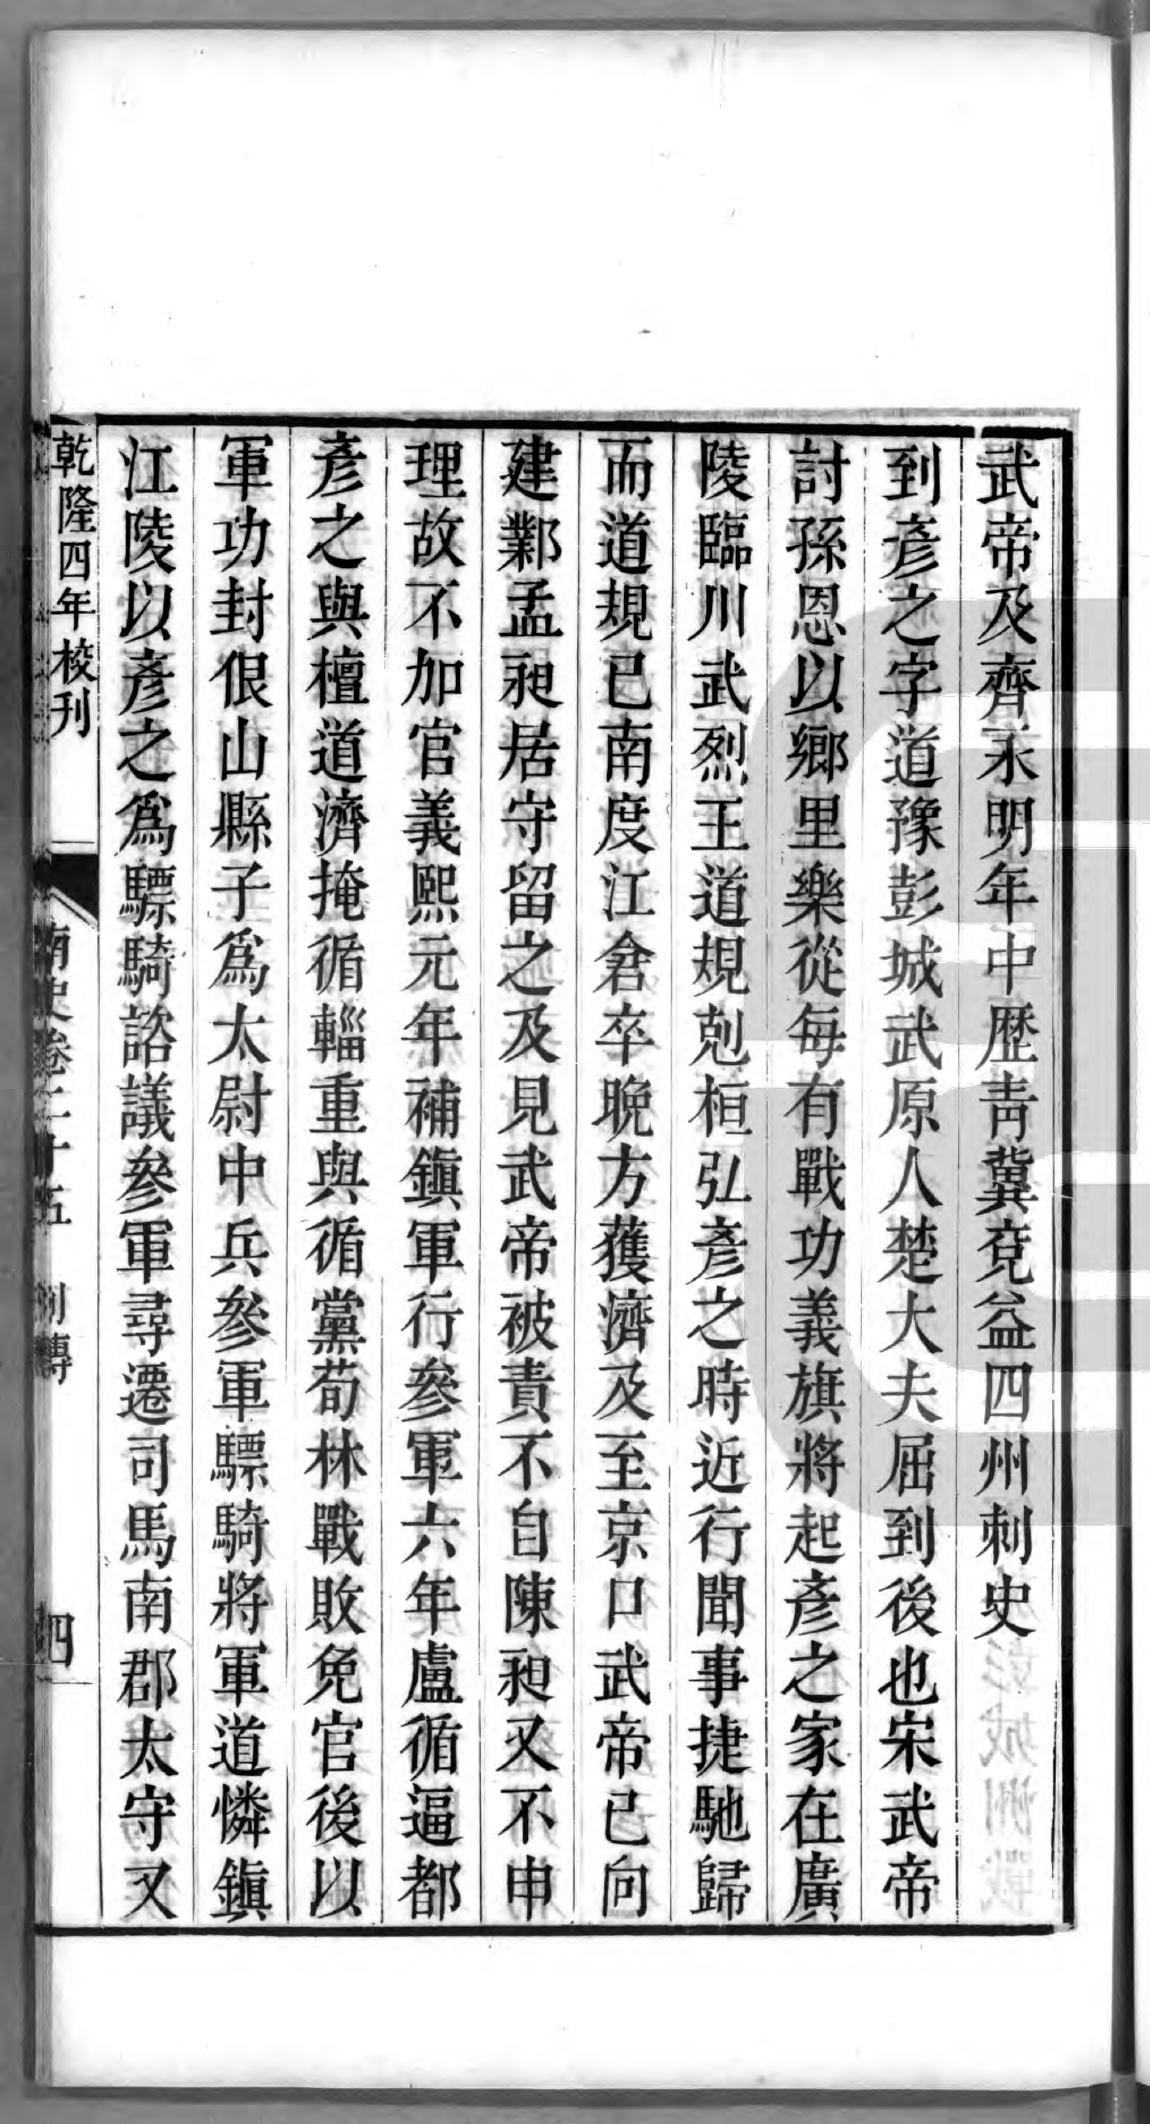 武帝及齊永明年中歴靑冀兗益四州刺史
到彥之字道豫彭城武原人楚大夫屈到後也宋武帝
討孫恩以鄉里樂從每有戰功義旗將起彥之家在廣
陵臨川武烈王道規剋桓弘彥之時近行聞事捷馳歸
而道規已南度江倉卒晚方獲濟及至京口武帝已向
建鄴孟昶居守留之及見武帝被責不自陳昶又不申
理故不加官義熙元年補鎭軍行參軍六年盧循逼都
彥之與檀道濟掩循輜重與循黨荀林戰敗免官後以
軍功封佷山縣子爲太尉中兵參軍驃騎將軍道憐鎭
江陵以彥之爲驃騎諮議參軍尋遷司馬南郡太守又
乾隆四年校刊
南史卷二十五 列傳 四